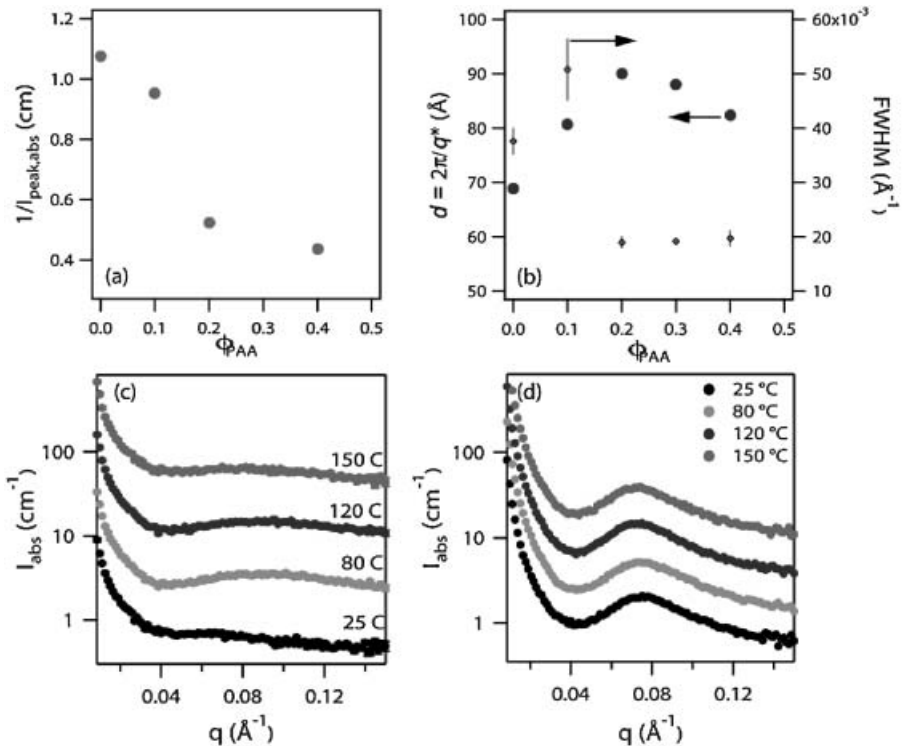 1.2
1.0
0.8
0.6
0.4
1/I_peak,abs (cm)
(a)
0.0 0.1 0.2 0.3 0.4 0.5
ϕ_PAA
100
90
80
70
60
50
d = 2π/q* (Å)
(b)
60x10⁻³
50
40
30
20
10
FWHM (Å⁻¹)
0.0 0.1 0.2 0.3 0.4 0.5
ϕ_PAA
(c)
100
10
1
I_abs (cm⁻¹)
150 C
120 C
80 C
25 C
0.04 0.08 0.12
q (Å⁻¹)
(d)
25 °C
80 °C
120 °C
150 °C
100
10
1
I_abs (cm⁻¹)
0.04 0.08 0.12
q (Å⁻¹)